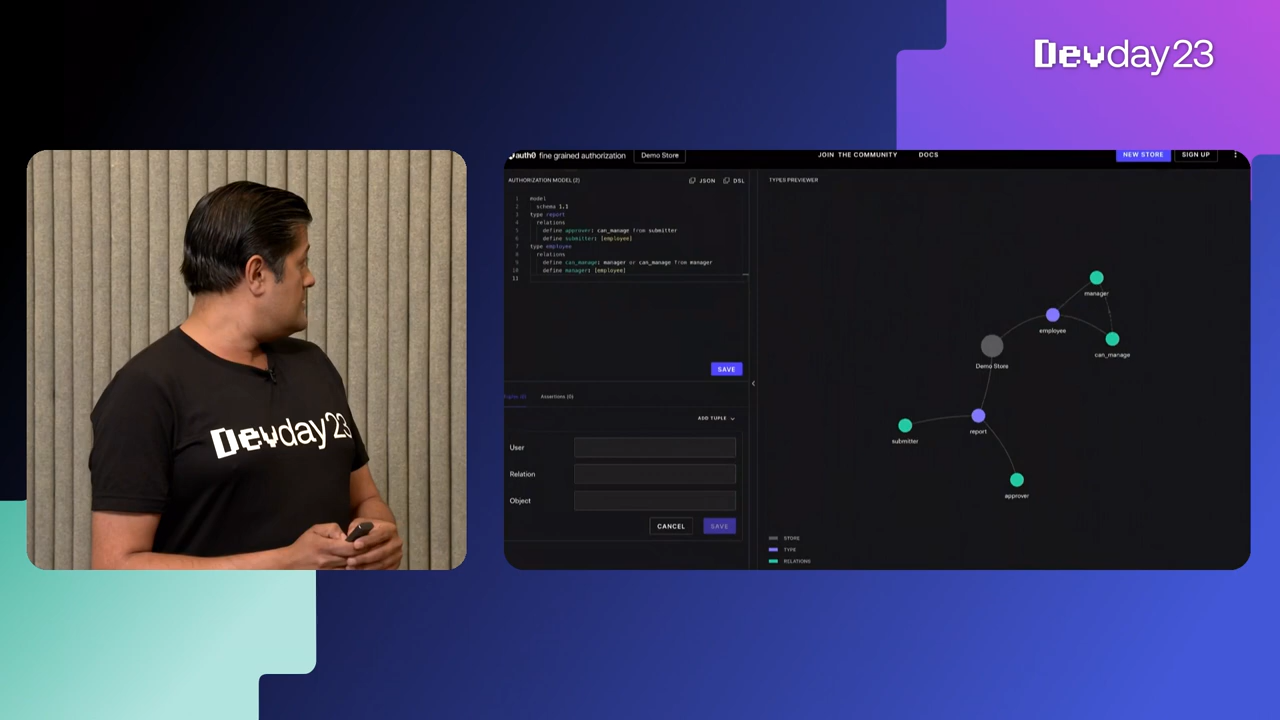 Devday23
Devday'23
auth0 fine grained authorization
Demo Store
JOIN THE COMMUNITY
DOCS
NEW STORE
SIGN UP
AUTHORIZATION MODEL (2)
JSON
DSL
1 model
2 schema 1.1
3 type report
4 relations
5 define approver: can_manage from submitter
6 define submitter: [employee]
7 type employee
8 relations
9 define can_manage: manager or can_manage from manager
10 define manager: [employee]
11
SAVE
Assertions (0)
ADD TUPLE
User
Relation
Object
CANCEL
SAVE
TYPES PREVIEWER
manager
employee
can_manage
Demo Store
report
submitter
approver
STORE
TYPE
RELATIONS